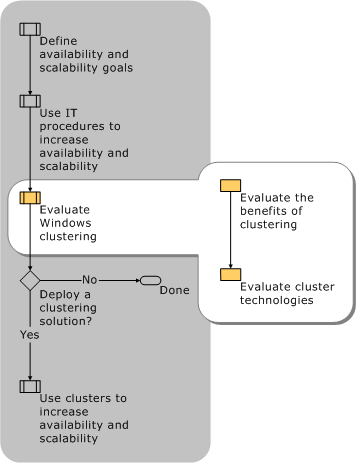 Define
availability and
scalability goals
Use IT
procedures to
increase
availability and
scalability
Evaluate
Windows
clustering
Evaluate the
benefits of
clustering
Evaluate cluster
technologies
No
Done
Deploy a
clustering
solution?
Yes
Use clusters to
increase
availability and
scalability